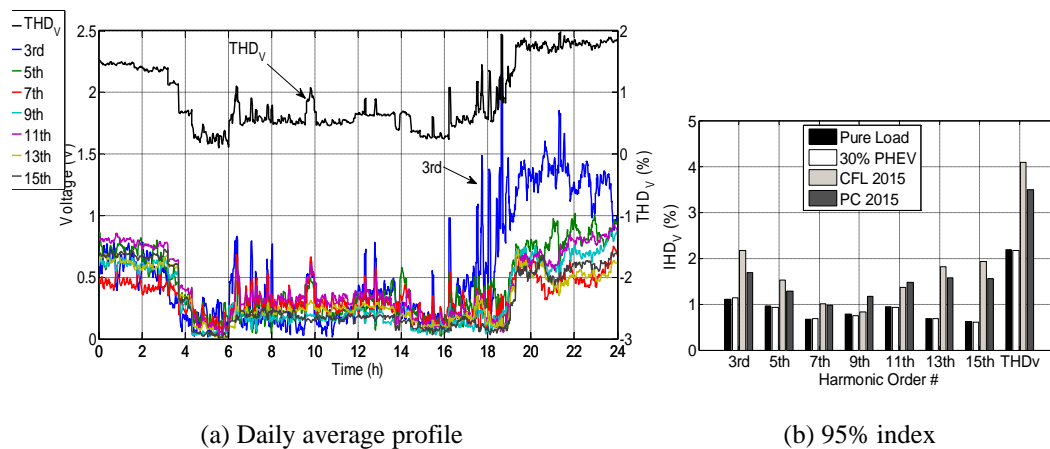 THD_V
3rd
5th
7th
9th
11th
13th
15th
2.5
2
1.5
1
0.5
0
Voltage (V)
THD_V
3rd
2
1
0
-1
-2
-3
THD_V (%)
0 2 4 6 8 10 12 14 16 18 20 22 24
Time (h)
(a) Daily average profile
5
4
3
2
1
0
IHD_V (%)
Pure Load
30% PHEV
CFL 2015
PC 2015
3rd 5th 7th 9th 11th 13th 15th THDv
Harmonic Order #
(b) 95% index